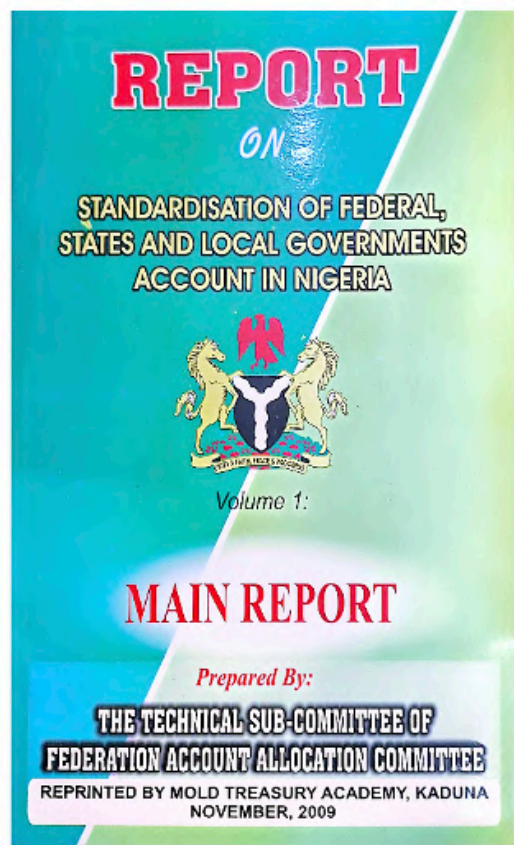 REPORT
ON
STANDARDISATION OF FEDERAL,
STATES AND LOCAL GOVERNMENTS
ACCOUNT IN NIGERIA
Volume 1:
MAIN REPORT
Prepared By:
THE TECHNICAL SUB-COMMITTEE OF
FEDERATION ACCOUNT ALLOCATION COMMITTEE
REPRINTED BY MOLD TREASURY ACADEMY, KADUNA
NOVEMBER, 2009